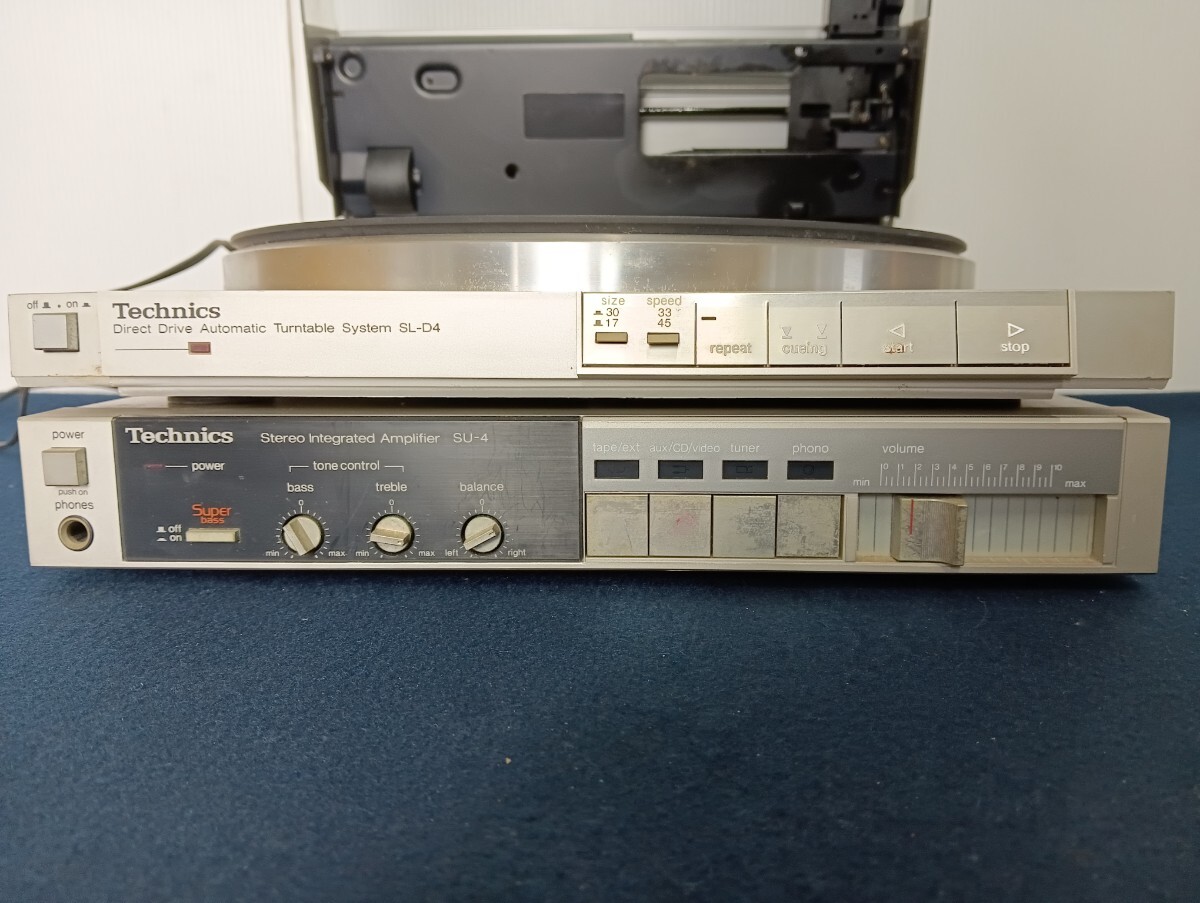 off on
Technics
Direct Drive Automatic Turntable System SL-D4
size speed
30 33
17 45
repeat
cueing
start
stop
power
push on
phones
Technics Stereo Integrated Amplifier SU-4
power
tone control
bass treble balance
0 0 0
Super
bass
off
on
min max min max left right
tape/ext aux/CD/video tuner phono
volume
min 0 1 2 3 4 5 6 7 8 9 10 max